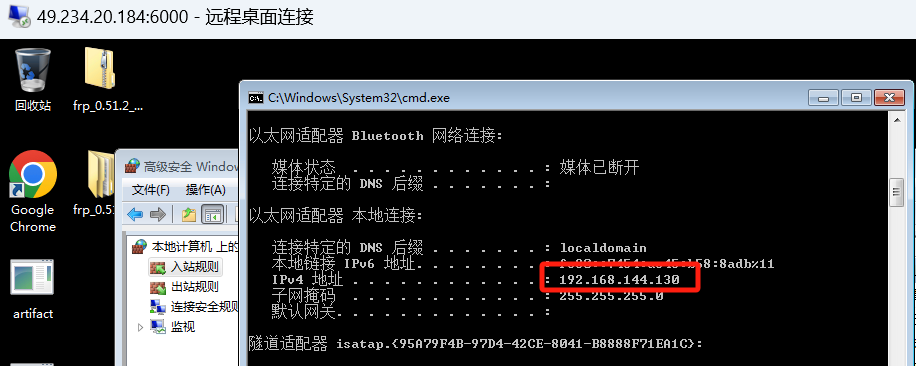 49.234.20.184:6000 - 远程桌面连接
回收站
frp_0.51.2_...
Google Chrome
frp_0.5
artifact
高级安全 Window
文件(F) 操作(A)
本地计算机 上的
入站规则
出站规则
连接安全规则
监视
C:\Windows\System32\cmd.exe
以太网适配器 Bluetooth 网络连接:
媒体状态 . . . . . . . . . . . . : 媒体已断开
连接特定的 DNS 后缀 . . . . . . . :
以太网适配器 本地连接:
连接特定的 DNS 后缀 . . . . . . . : localdomain
本地链接 IPv6 地址. . . . . . . . :
IPv4 地址 . . . . . . . . . . . . : 192.168.144.130
子网掩码 . . . . . . . . . . . . : 255.255.255.0
默认网关. . . . . . . . . . . . . :
隧道适配器 isatap.{95A79F4B-97D4-42CE-8041-B8888F71EA1C}: